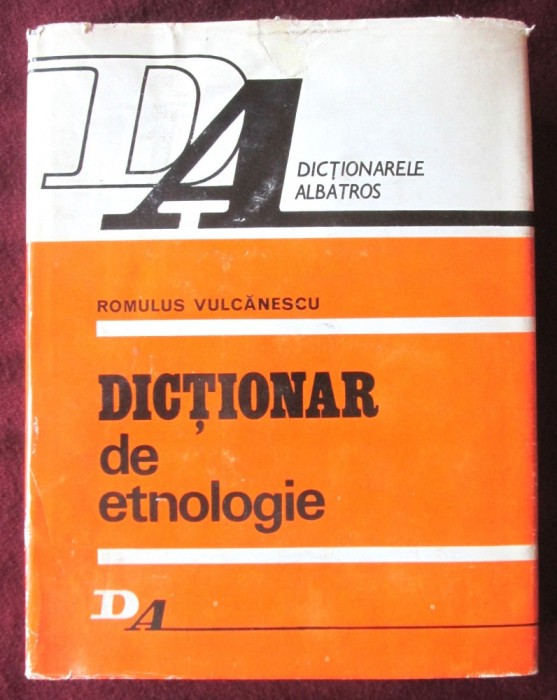 DA
DICȚIONARELE
ALBATROS
ROMULUS VULCĂNESCU
DICȚIONAR
de
etnologie
DA